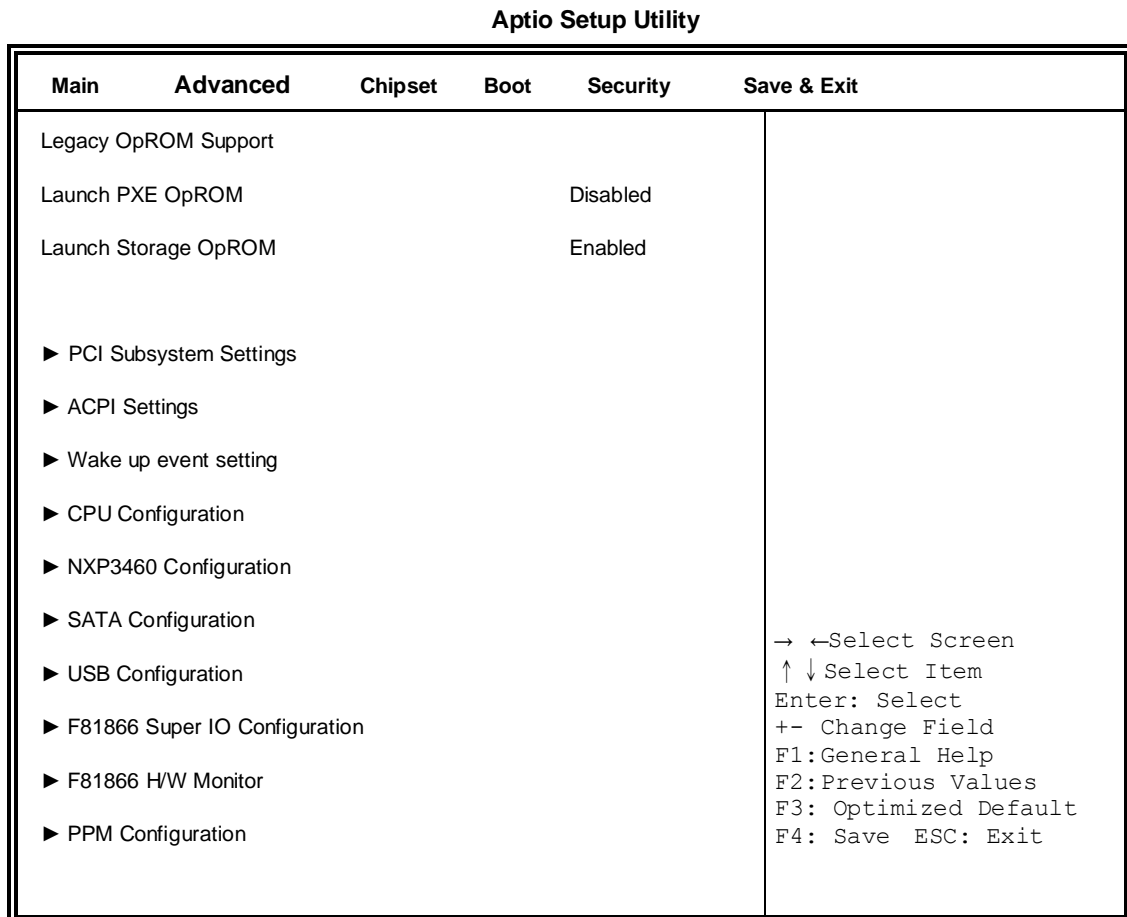 Aptio Setup Utility
Main Advanced Chipset Boot Security Save & Exit
Legacy OpROM Support
Launch PXE OpROM Disabled
Launch Storage OpROM Enabled
► PCI Subsystem Settings
► ACPI Settings
► Wake up event setting
► CPU Configuration
► NXP3460 Configuration
► SATA Configuration
► USB Configuration
► F81866 Super IO Configuration
► F81866 H/W Monitor
► PPM Configuration
→ ←Select Screen
↑ ↓ Select Item
Enter: Select
+- Change Field
F1:General Help
F2:Previous Values
F3: Optimized Default
F4: Save ESC: Exit